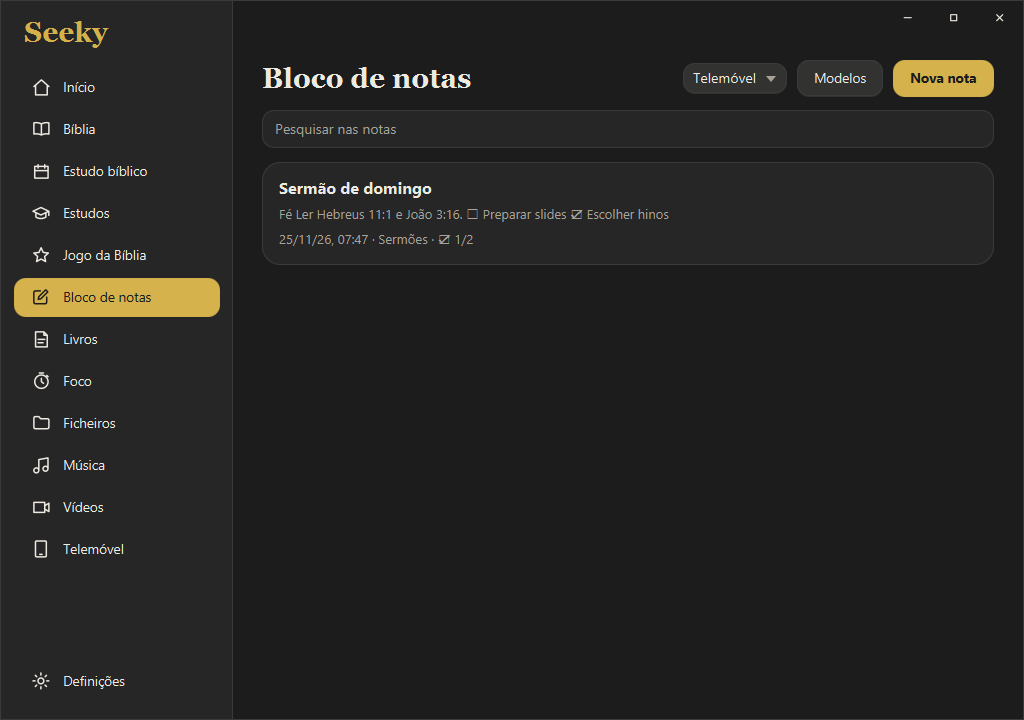 Seeky
Início
Bíblia
Estudo bíblico
Estudos
Jogo da Bíblia
Bloco de notas
Livros
Foco
Ficheiros
Música
Vídeos
Telemóvel
Definições
Bloco de notas
Telemóvel
Modelos
Nova nota
Pesquisar nas notas
Sermão de domingo
Fé Ler Hebreus 11:1 e João 3:16. ☐ Preparar slides ☑ Escolher hinos
25/11/26, 07:47 · Sermões · ☑ 1/2